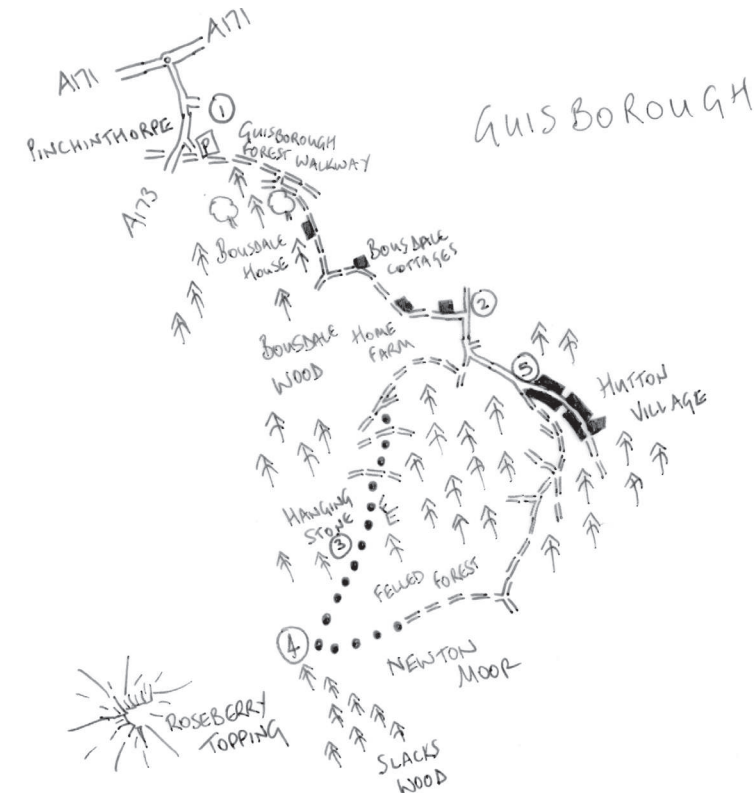 A171
A171
GUISBOROUGH
1
PINCHINTHORPE
P
GUISBOROUGH
FOREST WALKWAY
A173
BOUSDALE
HOUSE
BOUSDALE
COTTAGES
2
BOUSDALE
WOOD
HOME
FARM
5
HUTTON
VILLAGE
HANGING
STONE
3
FELLED FOREST
4
NEWTON
MOOR
ROSEBERRY
TOPPING
SLACKS
WOOD